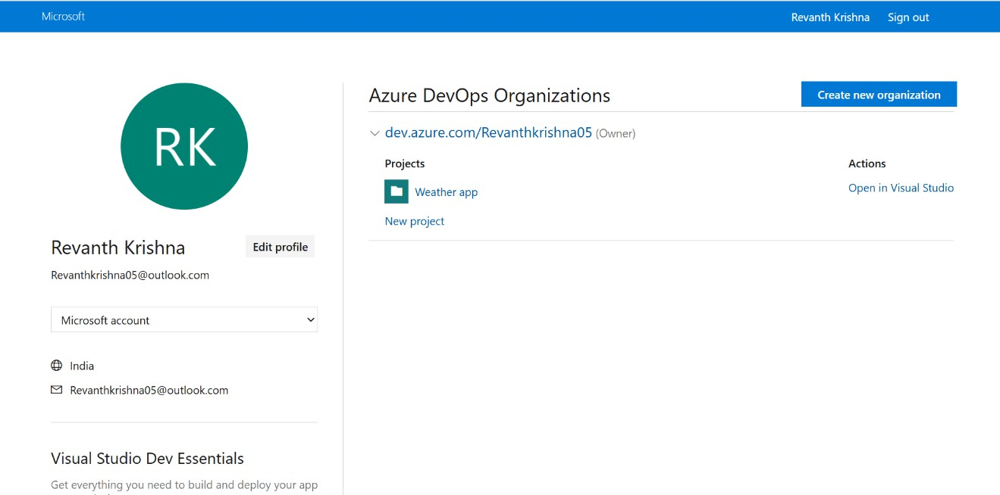 Microsoft
Revanth Krishna
Sign out
RK
Revanth Krishna
Edit profile
Revanthkrishna05@outlook.com
Microsoft account
India
Revanthkrishna05@outlook.com
Visual Studio Dev Essentials
Get everything you need to build and deploy your app
Azure DevOps Organizations
Create new organization
dev.azure.com/Revanthkrishna05 (Owner)
Projects
Actions
Weather app
Open in Visual Studio
New project